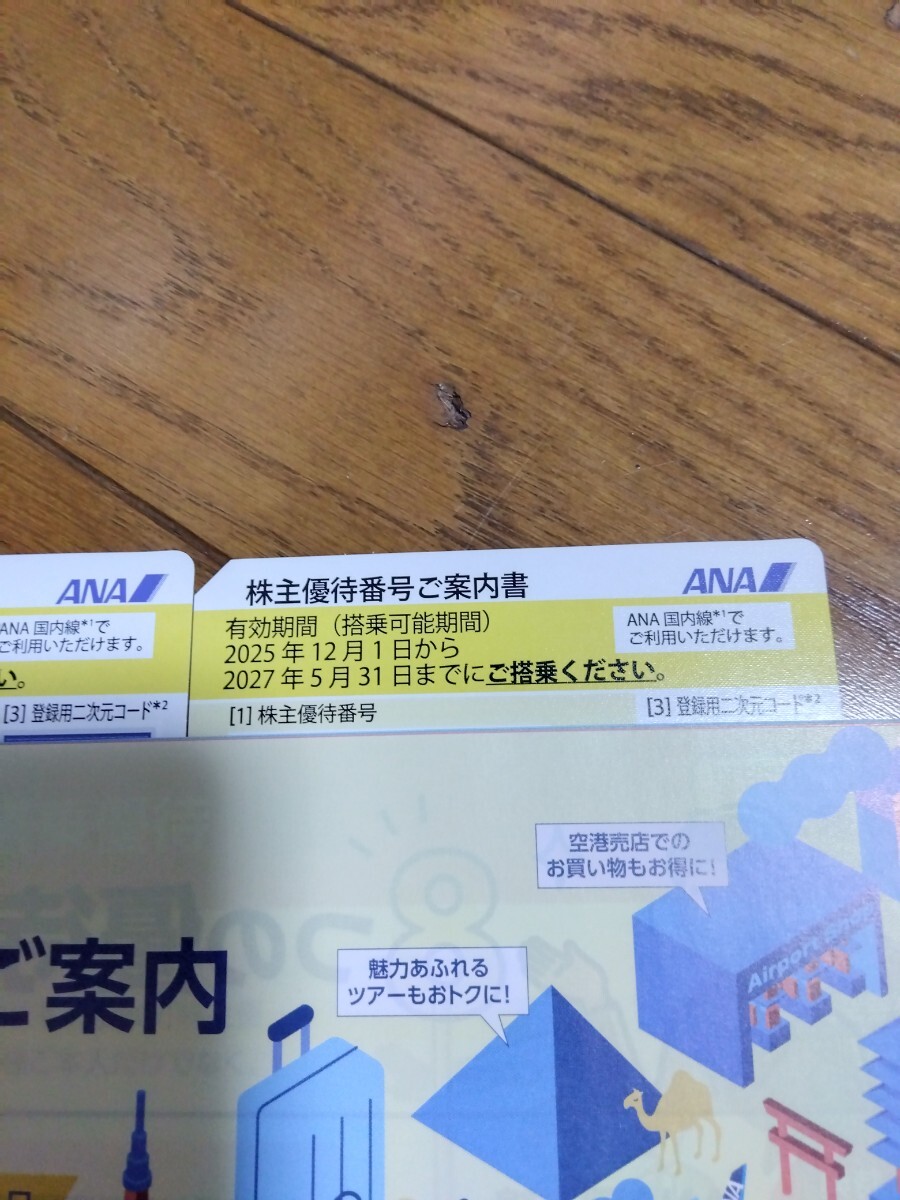 ANA
ANA 国内線*1で
ご利用いただけます。
い。
[3] 登録用二次元コード*2
株主優待番号ご案内書
ANA
有効期間（搭乗可能期間）
2025 年 12 月 1 日から
2027 年 5 月 31 日までにご搭乗ください。
ANA 国内線*1で
ご利用いただけます。
[1] 株主優待番号
[3] 登録用二次元コード*2
空港売店での
お買い物もお得に!
Airport Shop
ご案内
魅力あふれる
ツアーもおトクに!
ANA